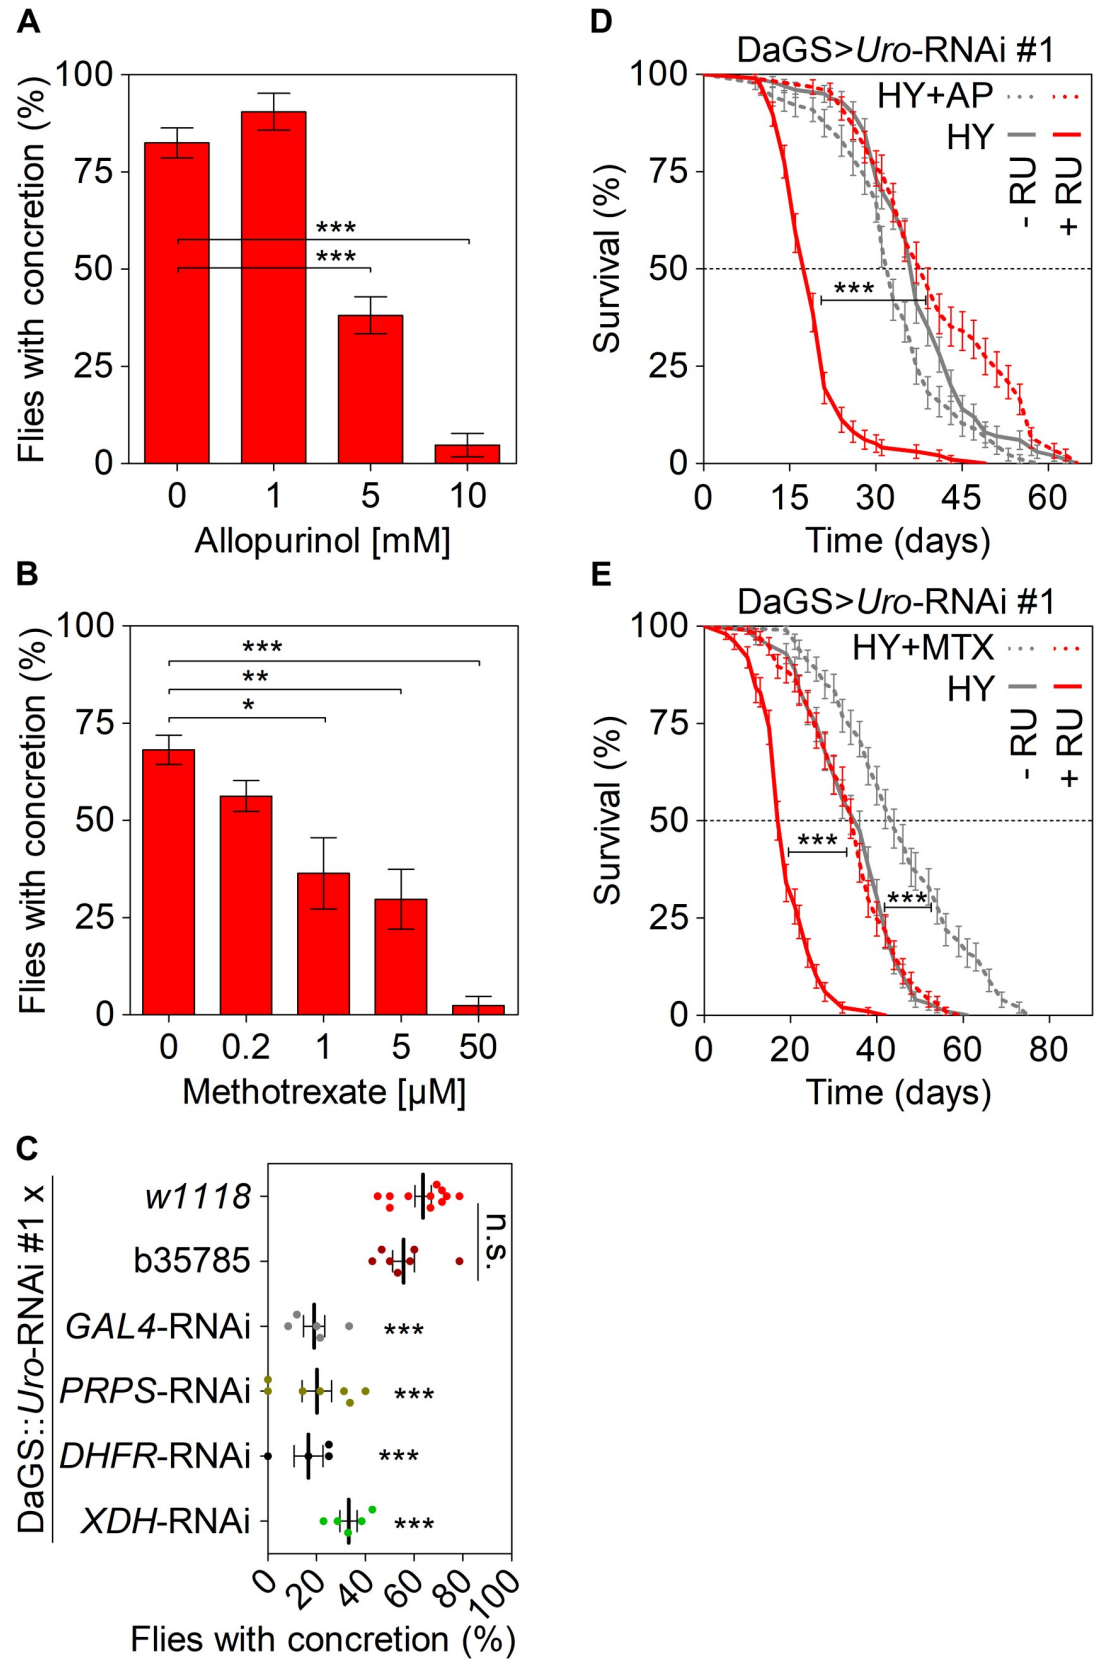 A
Flies with concretion (%)
100
75
50
25
0
***
***
0 1 5 10
Allopurinol [mM]
B
Flies with concretion (%)
100
75
50
25
0
***
**
*
0 0.2 1 5 50
Methotrexate [µM]
C
DaGS::Uro-RNAi #1 x
w1118
b35785
n.s.
GAL4-RNAi
***
PRPS-RNAi
***
DHFR-RNAi
***
XDH-RNAi
***
0 20 40 60 80 100
Flies with concretion (%)
D
DaGS>Uro-RNAi #1
Survival (%)
100
75
50
25
0
HY+AP
HY
- RU
+ RU
***
0 15 30 45 60
Time (days)
E
DaGS>Uro-RNAi #1
Survival (%)
100
75
50
25
0
HY+MTX
HY
- RU
+ RU
***
***
0 20 40 60 80
Time (days)